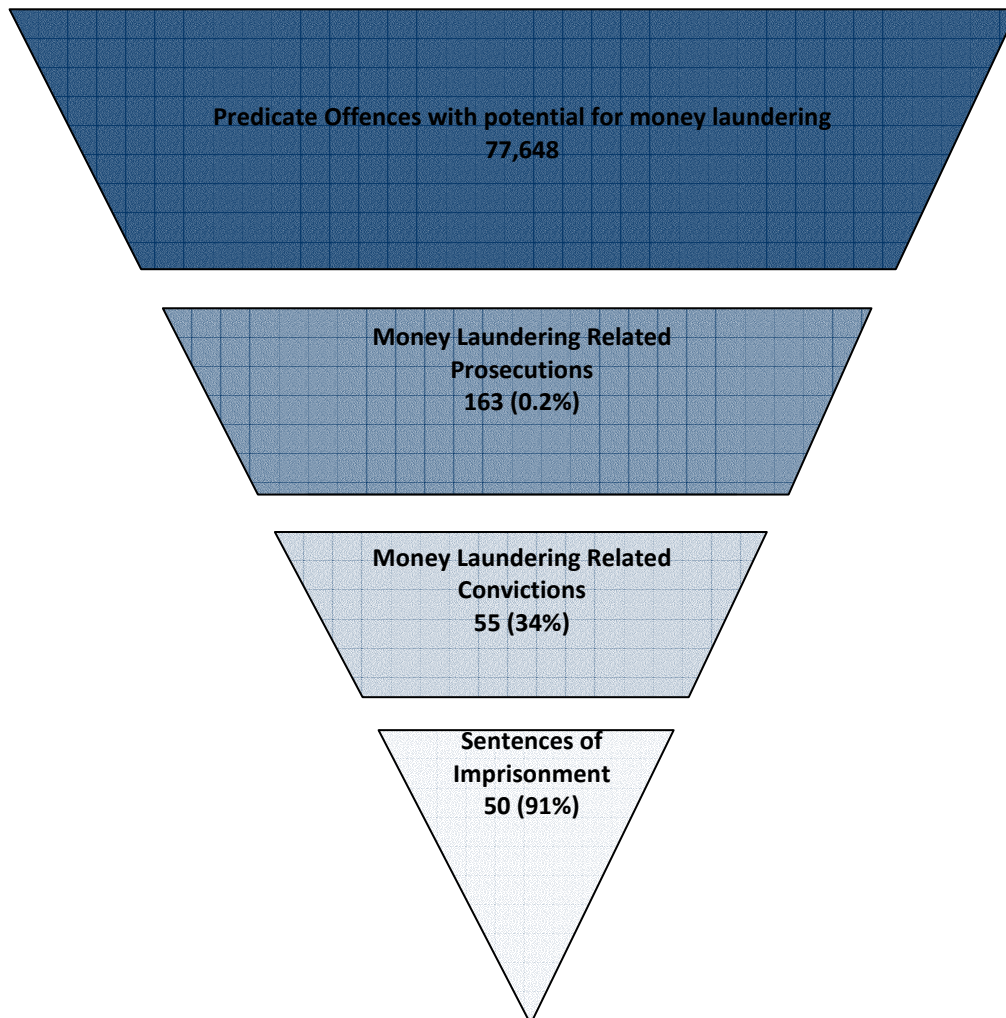 Predicate Offences with potential for money laundering
77,648
Money Laundering Related
Prosecutions
163 (0.2%)
Money Laundering Related
Convictions
55 (34%)
Sentences of
Imprisonment
50 (91%)